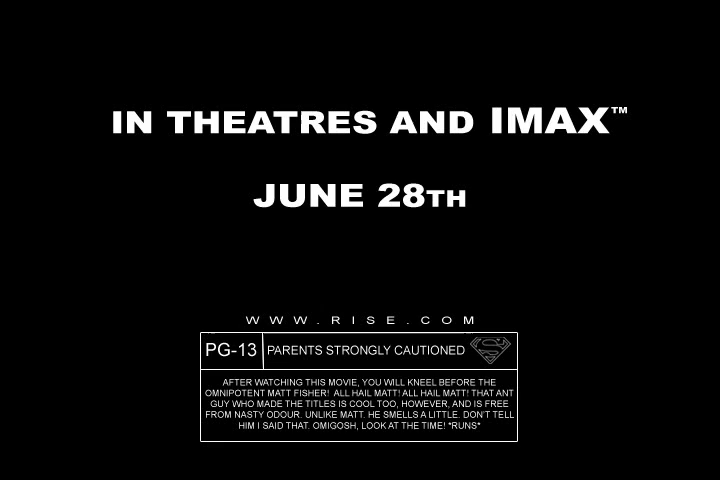 IN THEATRES AND IMAX™
JUNE 28TH
WWW.RISE.COM
PG-13 PARENTS STRONGLY CAUTIONED
AFTER WATCHING THIS MOVIE, YOU WILL KNEEL BEFORE THE
OMNIPOTENT MATT FISHER! ALL HAIL MATT! ALL HAIL MATT! THAT ANT
GUY WHO MADE THE TITLES IS COOL TOO, HOWEVER, AND IS FREE
FROM NASTY ODOUR. UNLIKE MATT. HE SMELLS A LITTLE. DON'T TELL
HIM I SAID THAT. OMIGOSH, LOOK AT THE TIME! *RUNS*